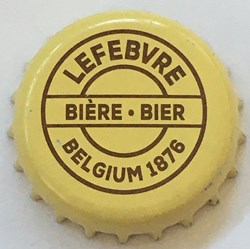 LEFEBVRE
BIÈRE • BIER
BELGIUM 1876